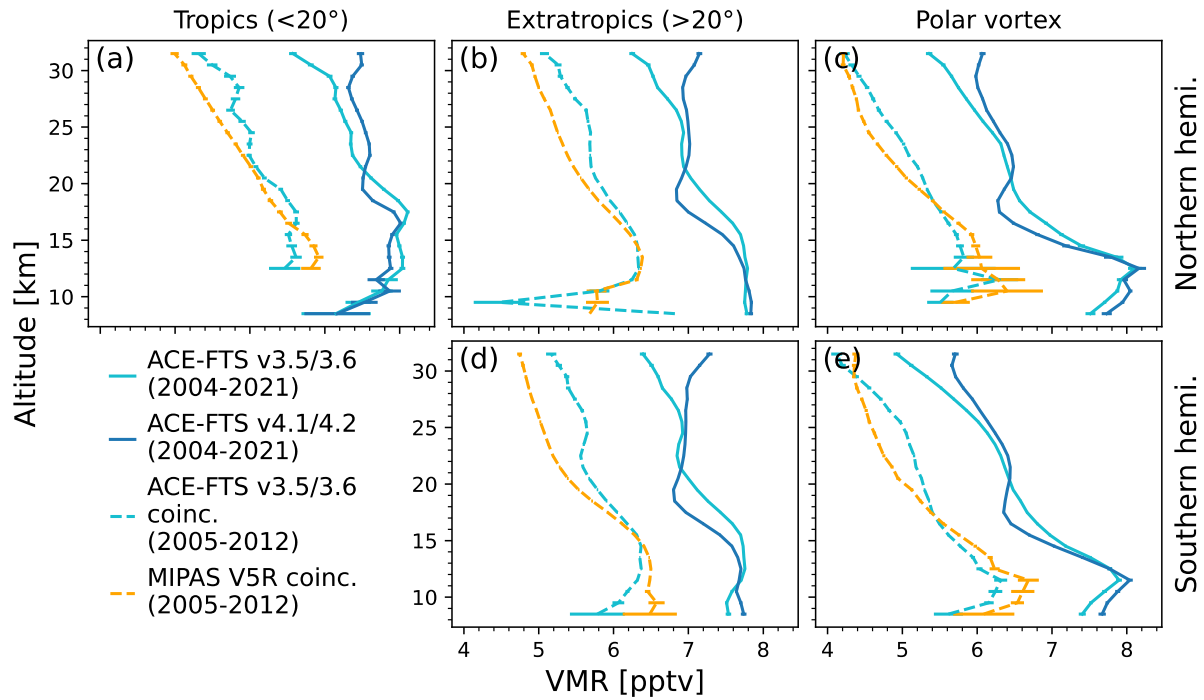 Tropics (<20°) Extratropics (>20°) Polar vortex
(a) (b) (c)
30
25
20
15
10
Altitude [km]
Northern hemi.
ACE-FTS v3.5/3.6
(2004-2021)
ACE-FTS v4.1/4.2
(2004-2021)
ACE-FTS v3.5/3.6
coinc.
(2005-2012)
MIPAS V5R coinc.
(2005-2012)
(d) (e)
30
25
20
15
10
Southern hemi.
4 5 6 7 8 4 5 6 7 8
VMR [pptv]